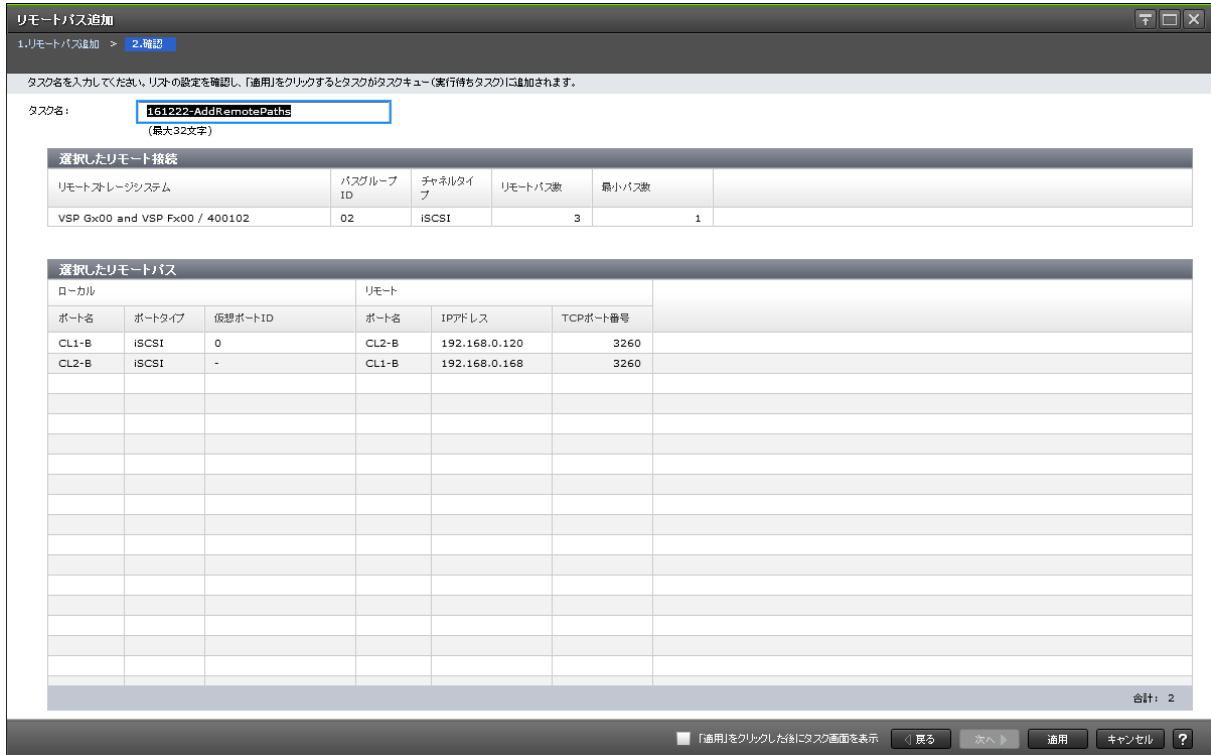 リモートパス追加
1.リモートパス追加 > 2.確認
タスク名を入力してください。リストの設定を確認し、「適用」をクリックするとタスクがタスクキュー(実行待ちタスク)に追加されます。
タスク名: 161222-AddRemotePaths
(最大32文字)
選択したリモート接続
リモートストレージシステム パスグループID チャネルタイプ リモートパス数 最小パス数
VSP Gx00 and VSP Fx00 / 400102 02 iSCSI 3 1
選択したリモートパス
ローカル リモート
ポート名 ポートタイプ 仮想ポートID ポート名 IPアドレス TCPポート番号
CL1-B iSCSI 0 CL2-B 192.168.0.120 3260
CL2-B iSCSI - CL1-B 192.168.0.168 3260
合計: 2
「適用」をクリックした後にタスク画面を表示 戻る 次へ 適用 キャンセル ?